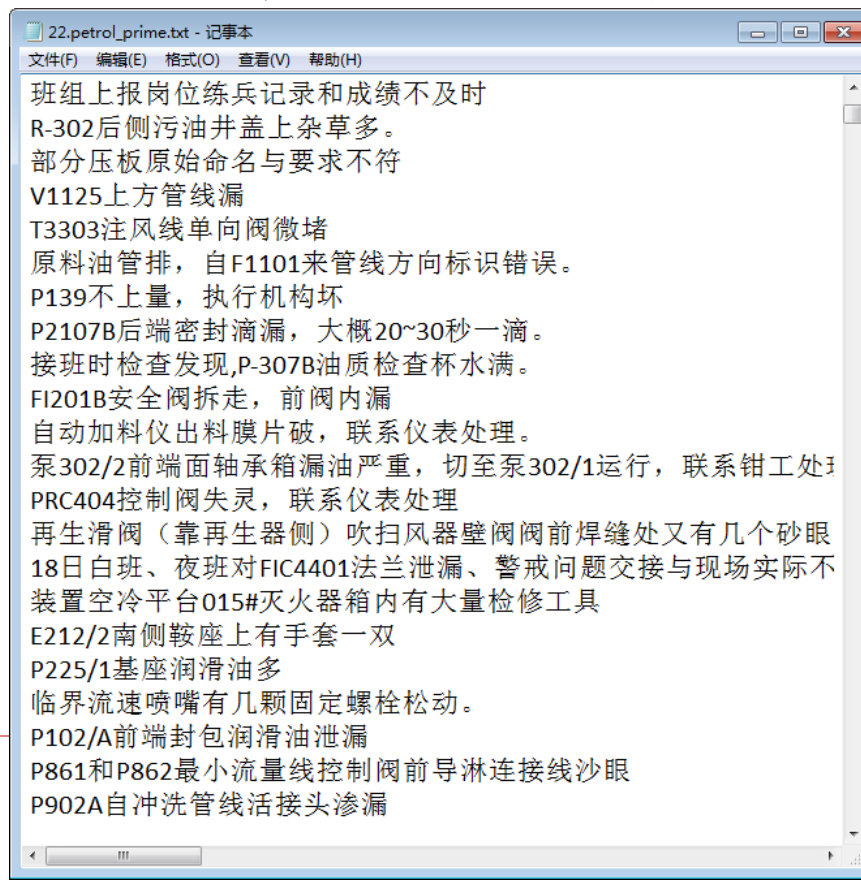 22.petrol_prime.txt - 记事本
文件(F) 编辑(E) 格式(O) 查看(V) 帮助(H)
班组上报岗位练兵记录和成绩不及时
R-302后侧污油井盖上杂草多。
部分压板原始命名与要求不符
V1125上方管线漏
T3303注风线单向阀微堵
原料油管排，自F1101来管线方向标识错误。
P139不上量，执行机构坏
P2107B后端密封滴漏，大概20~30秒一滴。
接班时检查发现,P-307B油质检查杯水满。
FI201B安全阀拆走，前阀内漏
自动加料仪出料膜片破，联系仪表处理。
泵302/2前端面轴承箱漏油严重，切至泵302/1运行，联系钳工处
PRC404控制阀失灵，联系仪表处理
再生滑阀（靠再生器侧）吹扫风器壁阀阀前焊缝处又有几个砂眼
18日白班、夜班对FIC4401法兰泄漏、警戒问题交接与现场实际不
装置空冷平台015#灭火器箱内有大量检修工具
E212/2南侧鞍座上有手套一双
P225/1基座润滑油多
临界流速喷嘴有几颗固定螺栓松动。
P102/A前端封包润滑油泄漏
P861和P862最小流量线控制阀前导淋连接线沙眼
P902A自冲洗管线活接头渗漏